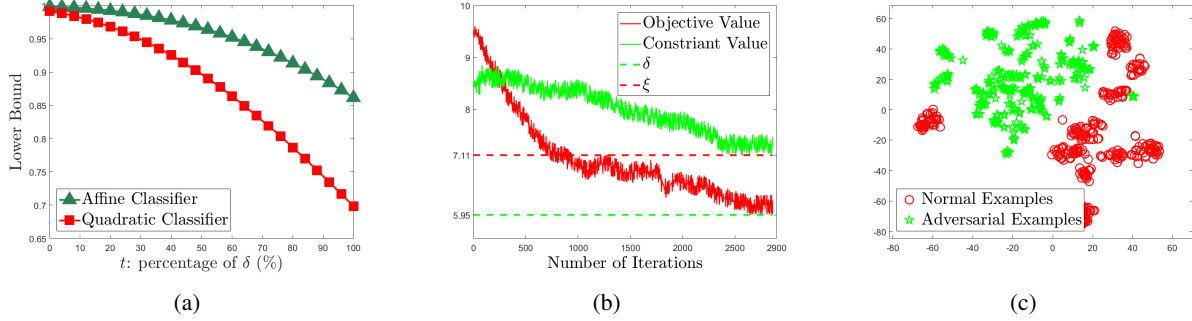 0.95
0.9
0.85
0.8
0.75
0.7
0.65
Lower Bound
Affine Classifier
Quadratic Classifier
0 10 20 30 40 50 60 70 80 90 100
t: percentage of δ (%)
(a)
10
9
8
7.11
5.95
Objective Value
Constriant Value
δ
ξ
0 500 1000 1500 2000 2500 2900
Number of Iterations
(b)
60
40
20
0
-20
-40
-60
-80
Normal Examples
Adversarial Examples
-80 -60 -40 -20 0 20 40 60
(c)